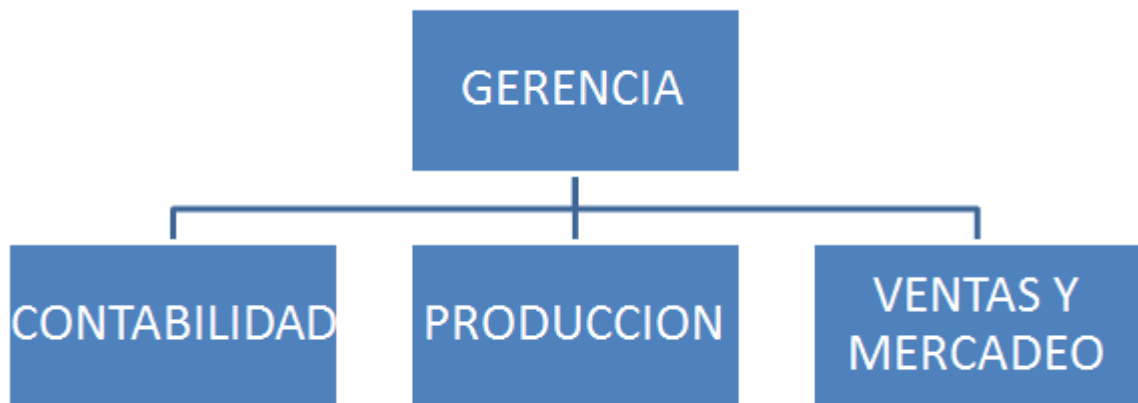 GERENCIA
CONTABILIDAD
PRODUCCION
VENTAS Y
MERCADEO